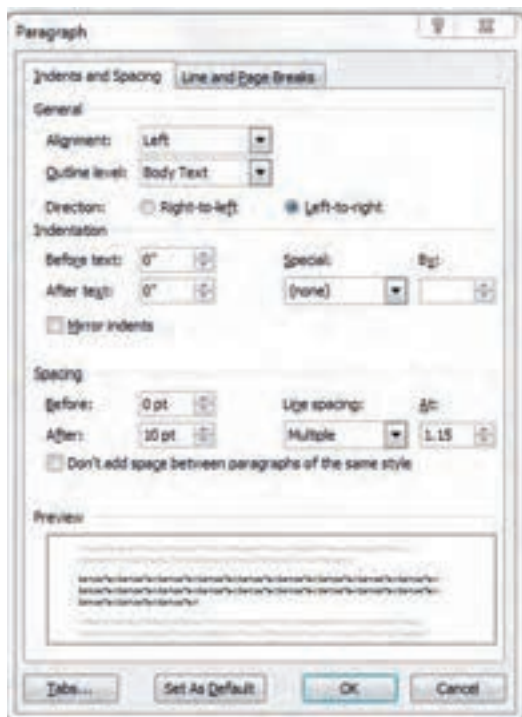 Paragraph
Indents and Spacing Line and Page Breaks
General
Alignment: Left
Outline level: Body Text
Direction: Right-to-left Left-to-right
Indentation
Before text: 0" Special: By:
After text: 0" (none)
Mirror indents
Spacing
Before: 0 pt Line spacing: At:
After: 10 pt Multiple 1.15
Don't add space between paragraphs of the same style
Preview
Tabs... Set As Default OK Cancel